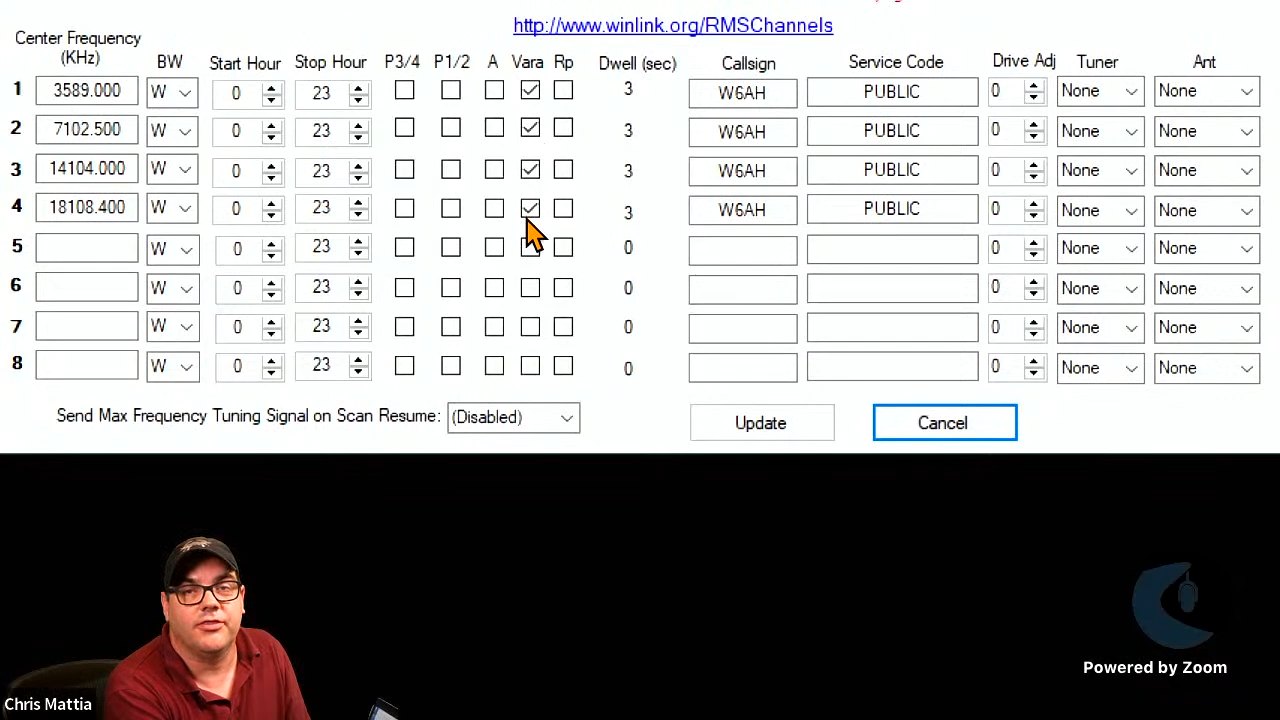 http://www.winlink.org/RMSChannels
Center Frequency (KHz) BW Start Hour Stop Hour P3/4 P1/2 A Vara Rp Dwell (sec) Callsign Service Code Drive Adj Tuner Ant
1 3589.000 W 0 23 3 W6AH PUBLIC 0 None None
2 7102.500 W 0 23 3 W6AH PUBLIC 0 None None
3 14104.000 W 0 23 3 W6AH PUBLIC 0 None None
4 18108.400 W 0 23 3 W6AH PUBLIC 0 None None
5 W 0 23 0 0 None None
6 W 0 23 0 0 None None
7 W 0 23 0 0 None None
8 W 0 23 0 0 None None
Send Max Frequency Tuning Signal on Scan Resume: (Disabled) Update Cancel
Powered by Zoom
Chris Mattia